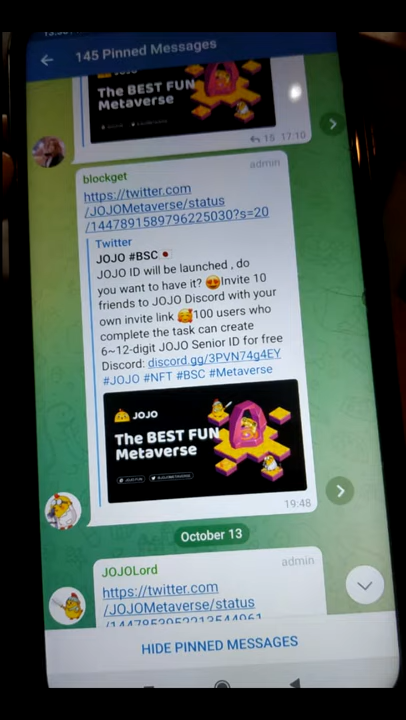 145 Pinned Messages
The BEST FUN
Metaverse
15 17:10
blockget
admin
https://twitter.com
/JOJOMetaverse/status
/1447891589796225030?s=20
Twitter
JOJO #BSC
JOJO ID will be launched , do
you want to have it? 😍Invite 10
friends to JOJO Discord with your
own invite link 🥰100 users who
complete the task can create
6~12-digit JOJO Senior ID for free
Discord: discord.gg/3PVN74g4EY
#JOJO #NFT #BSC #Metaverse
JOJO
The BEST FUN
Metaverse
19:48
October 13
JOJOLord
admin
https://twitter.com
/JOJOMetaverse/status
HIDE PINNED MESSAGES